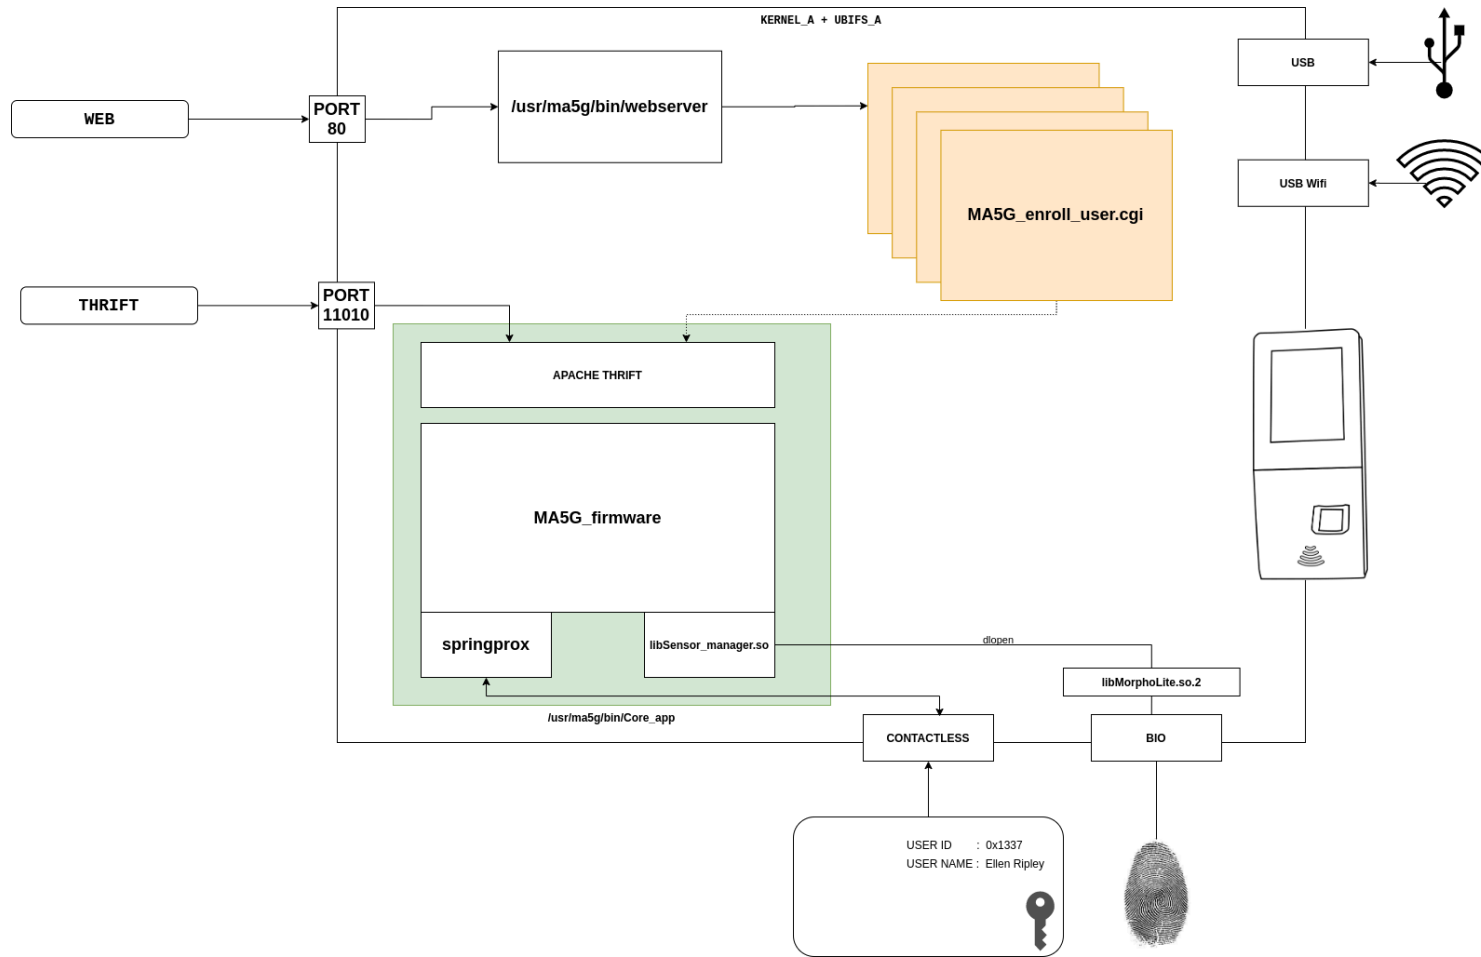 KERNEL_A + UBIFS_A
USB
WEB
PORT
80
/usr/ma5g/bin/webserver
USB Wifi
MA5G_enroll_user.cgi
THRIFT
PORT
11010
APACHE THRIFT
MA5G_firmware
springprox
libSensor_manager.so
dlopen
libMorphoLite.so.2
/usr/ma5g/bin/Core_app
CONTACTLESS
BIO
USER ID : 0x1337
USER NAME : Ellen Ripley